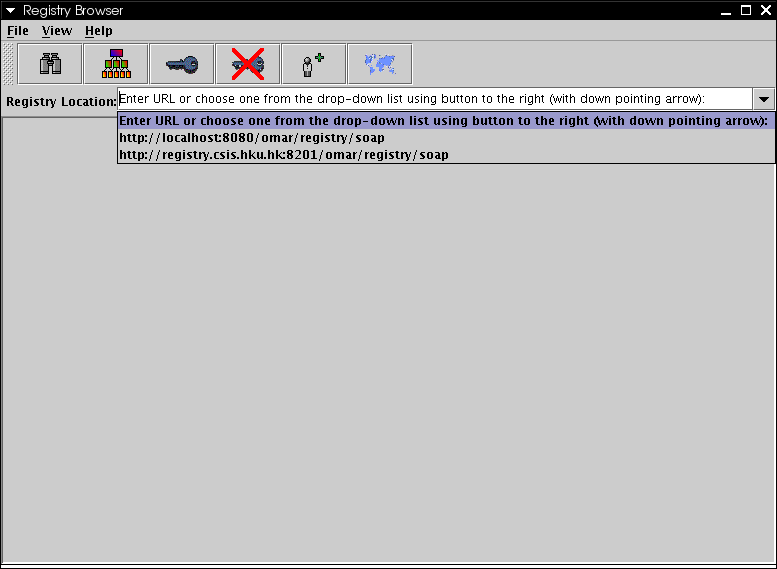 Registry Browser
File View Help
Registry Location: Enter URL or choose one from the drop-down list using button to the right (with down pointing arrow):
Enter URL or choose one from the drop-down list using button to the right (with down pointing arrow):
http://localhost:8080/omar/registry/soap
http://registry.csis.hku.hk:8201/omar/registry/soap